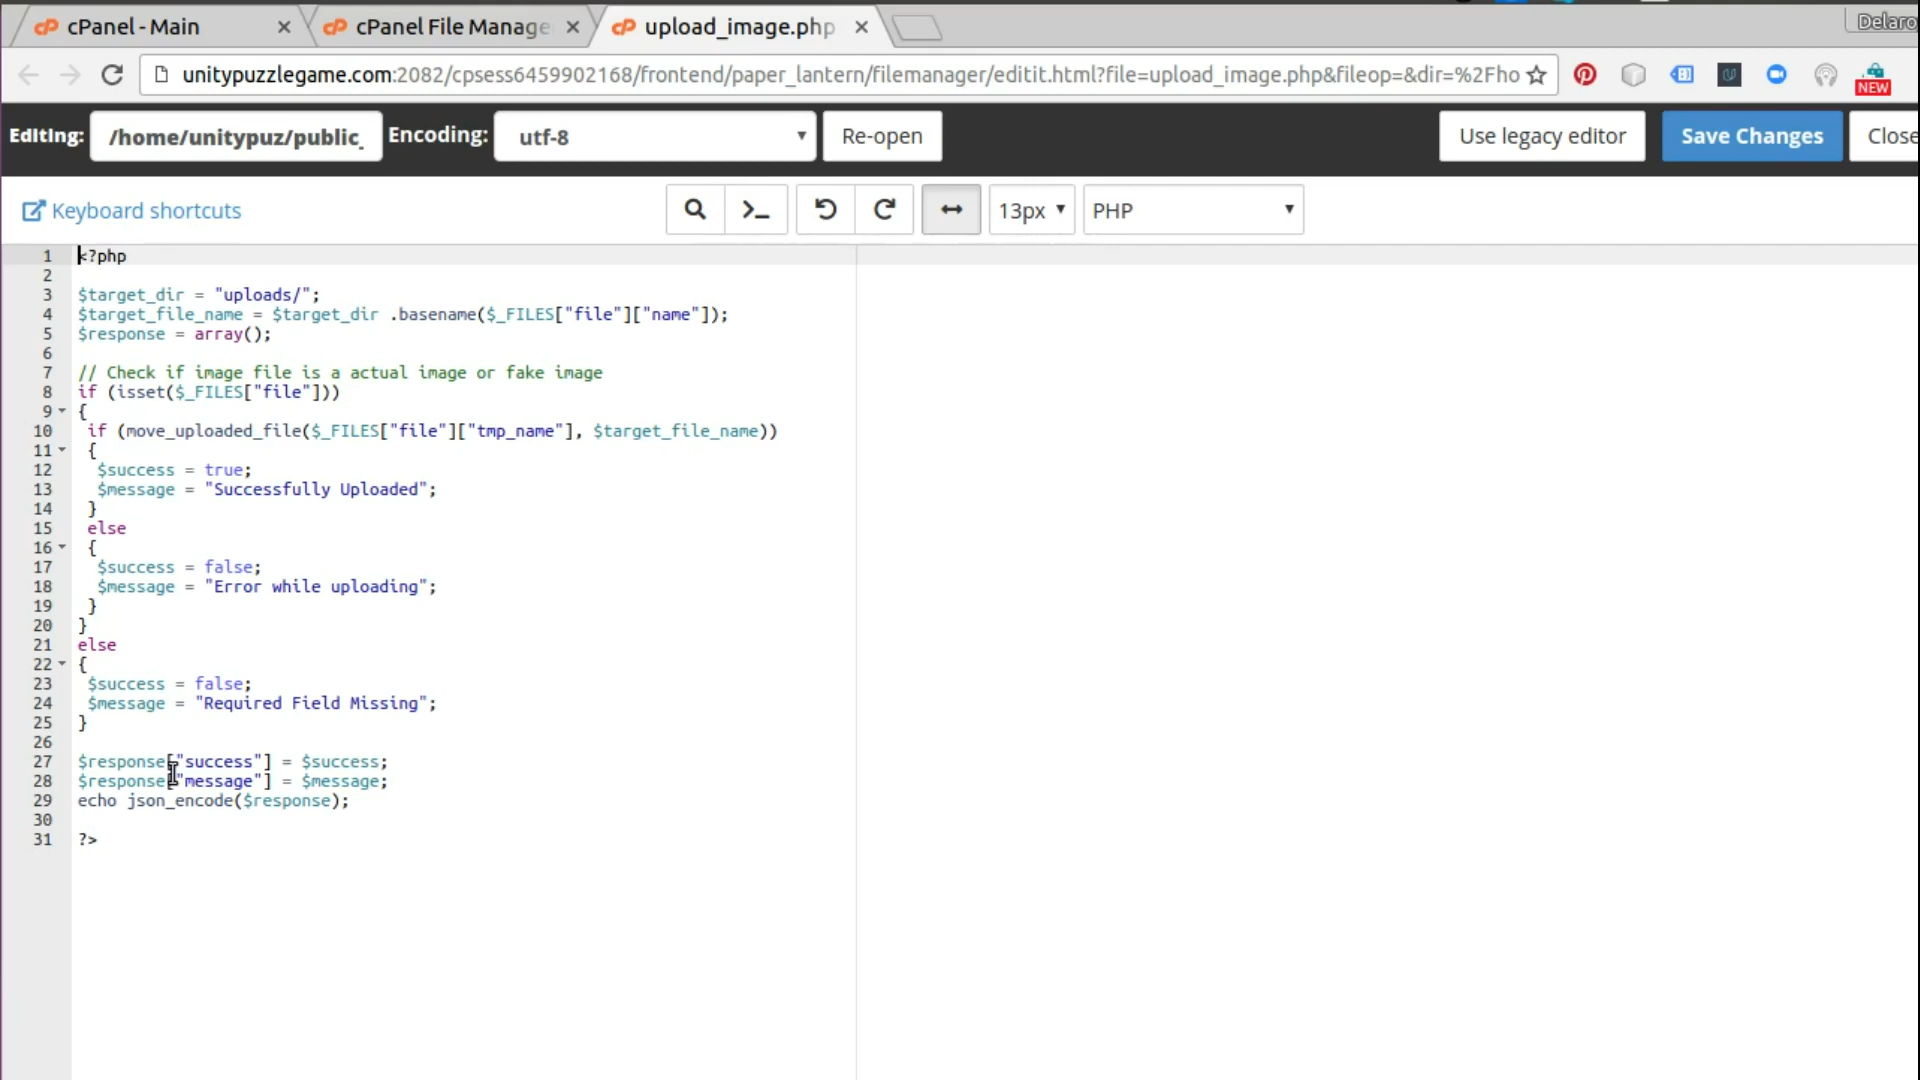 cPanel - Main
cPanel File Manage
upload_image.php
Delaro
unitypuzzlegame.com:2082/cpsess6459902168/frontend/paper_lantern/filemanager/editit.html?file=upload_image.php&fileop=&dir=%2Fho
NEW
Editing: /home/unitypuz/public_ Encoding: utf-8 Re-open Use legacy editor Save Changes Close
Keyboard shortcuts 13px PHP
1 <?php
2
3 $target_dir = "uploads/";
4 $target_file_name = $target_dir .basename($_FILES["file"]["name"]);
5 $response = array();
6
7 // Check if image file is a actual image or fake image
8 if (isset($_FILES["file"]))
9 {
10 if (move_uploaded_file($_FILES["file"]["tmp_name"], $target_file_name))
11 {
12 $success = true;
13 $message = "Successfully Uploaded";
14 }
15 else
16 {
17 $success = false;
18 $message = "Error while uploading";
19 }
20 }
21 else
22 {
23 $success = false;
24 $message = "Required Field Missing";
25 }
26
27 $response["success"] = $success;
28 $response["message"] = $message;
29 echo json_encode($response);
30
31 ?>